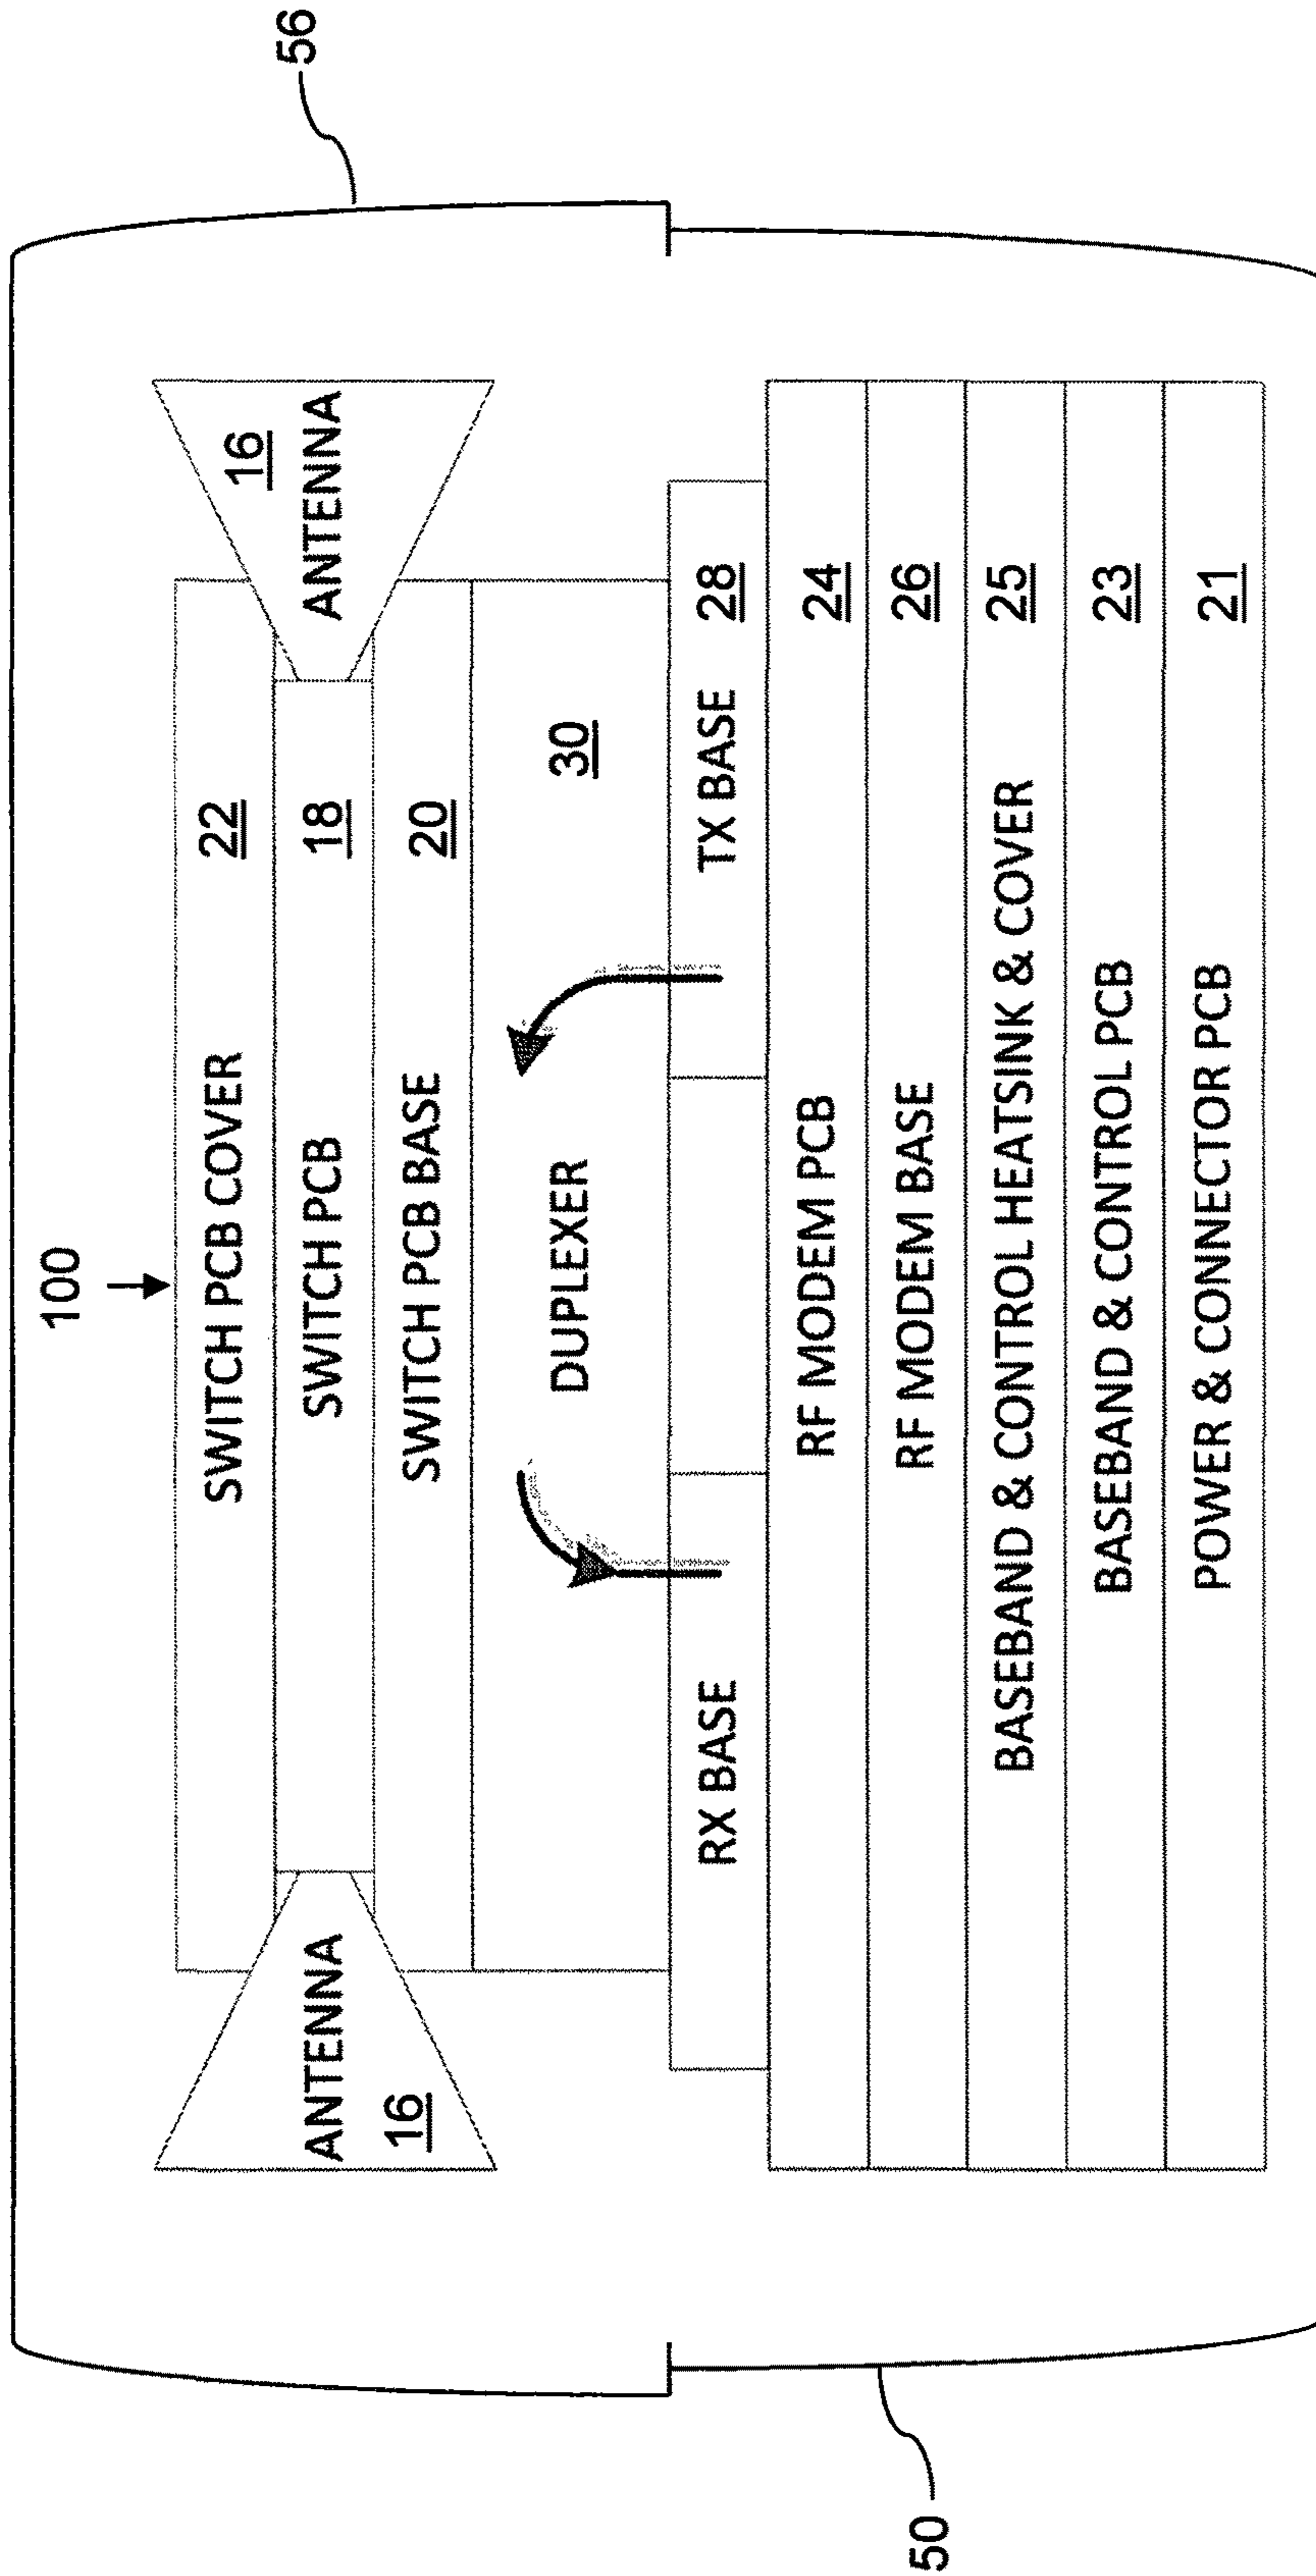 100
56
16
ANTENNA
ANTENNA
16
SWITCH PCB COVER 22
SWITCH PCB 18
SWITCH PCB BASE 20
DUPLEXER 30
RX BASE
TX BASE 28
RF MODEM PCB 24
RF MODEM BASE 26
BASEBAND & CONTROL HEATSINK & COVER 25
BASEBAND & CONTROL PCB 23
POWER & CONNECTOR PCB 21
50